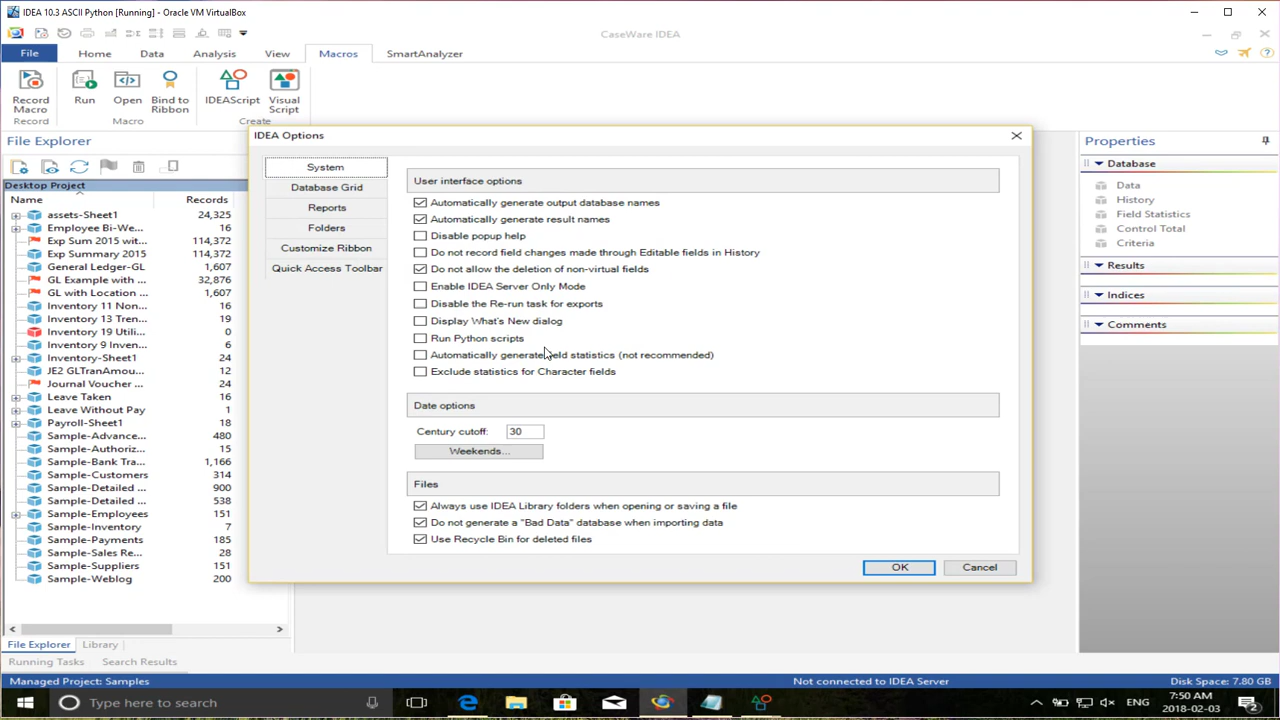 IDEA 10.3 ASCII Python [Running] - Oracle VM VirtualBox
CaseWare IDEA
File Home Data Analysis View Macros SmartAnalyzer
Record Macro Run Open Bind to Ribbon IDEAScript Visual Script
Record Macro Create
File Explorer
Desktop Project
Name Records
assets-Sheet1 24,325
Employee Bi-We... 16
Exp Sum 2015 wit... 114,372
Exp Summary 2015 114,372
General Ledger-GL 1,607
GL Example with ... 32,876
GL with Location ... 1,607
Inventory 11 Non... 16
Inventory 13 Tren... 19
Inventory 19 Utili... 0
Inventory-Sheet1 24
JE2 GLTranAmou... 12
Journal Voucher ... 24
Leave Taken 16
Leave Without Pay 1
Payroll-Sheet1 18
Sample-Advance... 480
Sample-Authoriz... 15
Sample-Bank Tra... 1,166
Sample-Customers 314
Sample-Detailed ... 900
Sample-Detailed ... 538
Sample-Employees 151
Sample-Inventory 7
Sample-Payments 185
Sample-Sales Re... 28
Sample-Suppliers 151
Sample-Weblog 200
File Explorer Library
Running Tasks Search Results
IDEA Options
System
Database Grid
Reports
Folders
Customize Ribbon
Quick Access Toolbar
User interface options
Automatically generate output database names
Automatically generate result names
Disable popup help
Do not record field changes made through Editable fields in History
Do not allow the deletion of non-virtual fields
Enable IDEA Server Only Mode
Disable the Re-run task for exports
Display What's New dialog
Run Python scripts
Automatically generate field statistics (not recommended)
Exclude statistics for Character fields
Date options
Century cutoff: 30
Weekends...
Files
Always use IDEA Library folders when opening or saving a file
Do not generate a "Bad Data" database when importing data
Use Recycle Bin for deleted files
OK Cancel
Properties
Database
Data
History
Field Statistics
Control Total
Criteria
Results
Indices
Comments
Managed Project: Samples Not connected to IDEA Server Disk Space: 7.80 GB
Type here to search
ENG
7:50 AM
2018-02-03
2